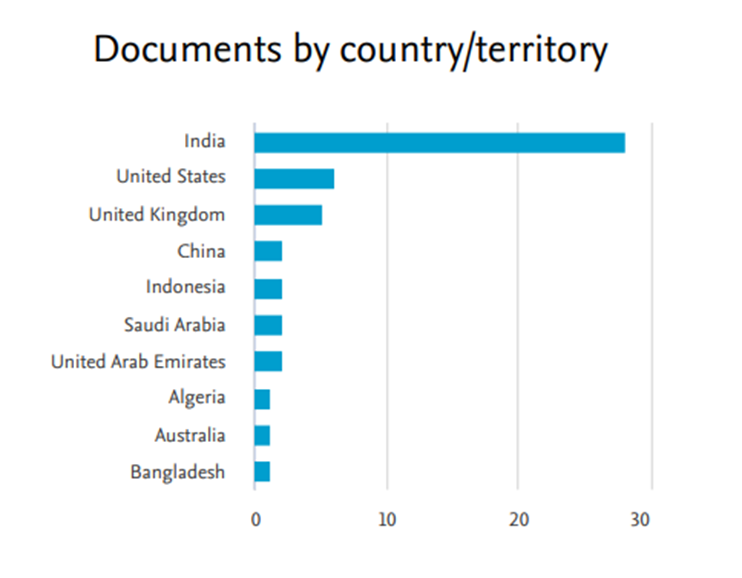 Documents by country/territory
India
United States
United Kingdom
China
Indonesia
Saudi Arabia
United Arab Emirates
Algeria
Australia
Bangladesh
0 10 20 30